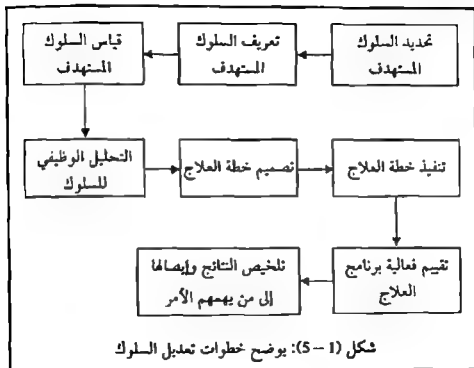 تحديد السلوك
المستهدف
تعريف السلوك
المستهدف
قياس السلوك
المستهدف
التحليل الوظيفي
للسلوك
تصميم خطة العلاج
تنفيذ خطة العلاج
تقييم فعالية برنامج
العلاج
تلخيص النتائج وإيصالها
إلى من يهمهم الأمر
شكل (1 – 5): يوضح خطوات تعديل السلوك